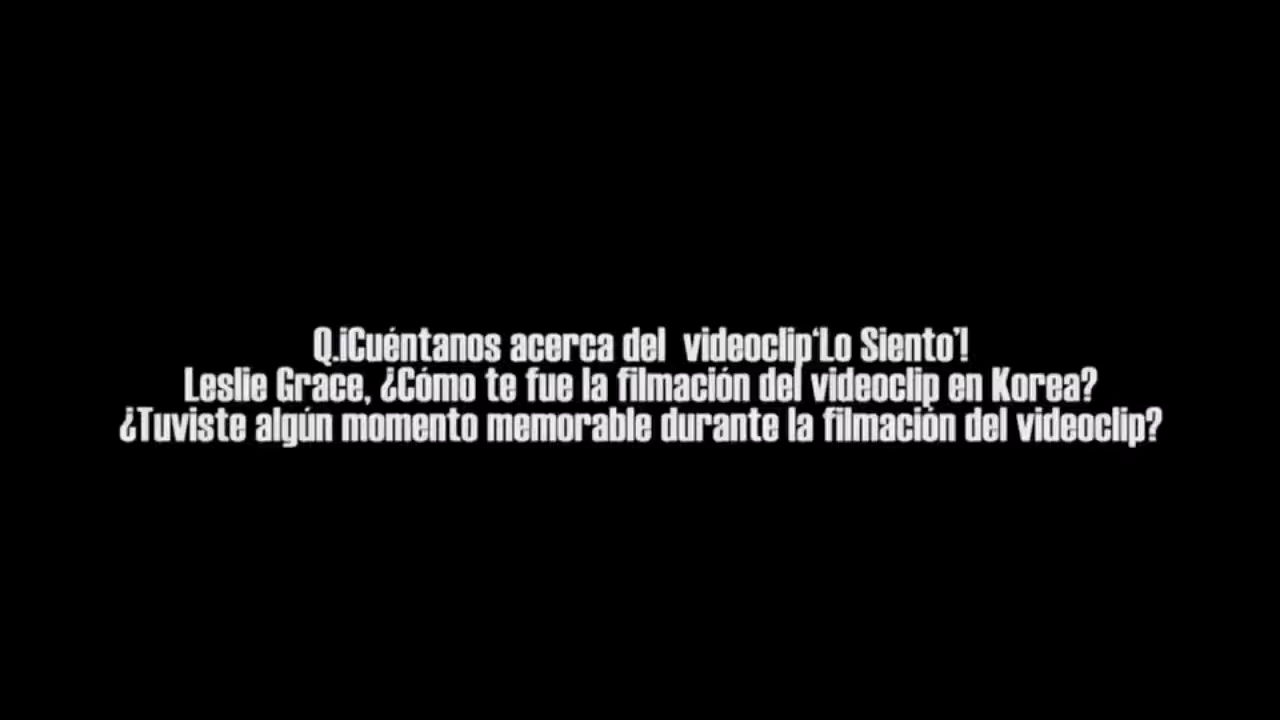 Q.¡Cuéntanos acerca del  videoclip‘Lo Siento’!
Leslie Grace, ¿Cómo te fue la filmación del videoclip en Korea?
¿Tuviste algún momento memorable durante la filmación del videoclip?